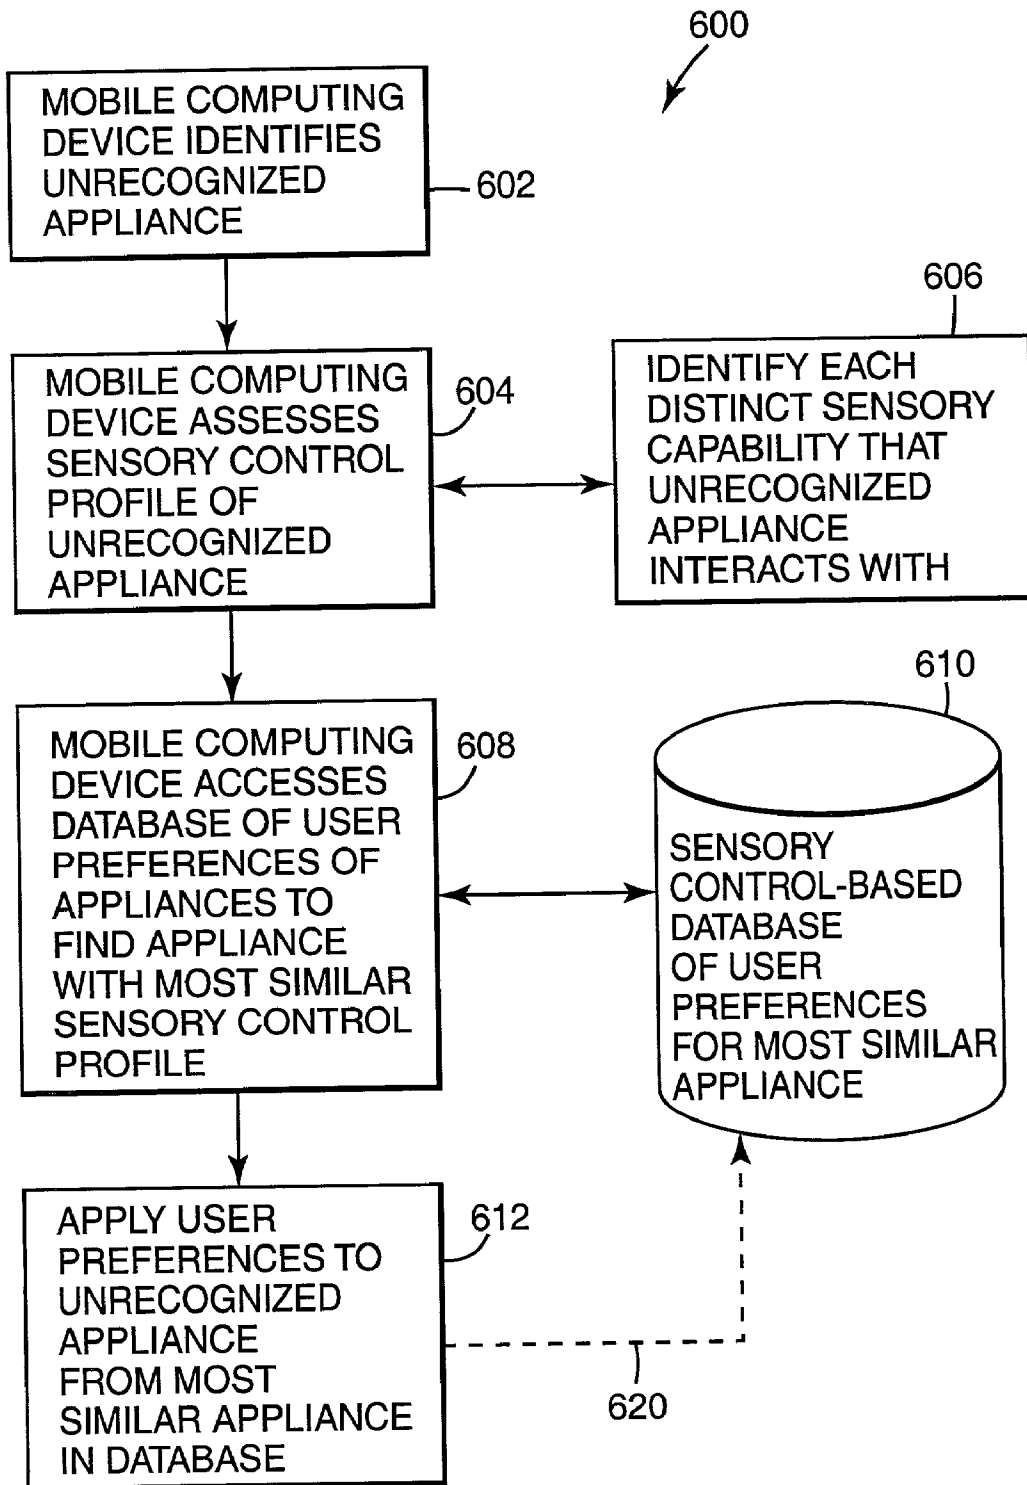 600
MOBILE COMPUTING
DEVICE IDENTIFIES
UNRECOGNIZED
APPLIANCE
602
MOBILE COMPUTING
DEVICE ASSESSES
SENSORY CONTROL
PROFILE OF
UNRECOGNIZED
APPLIANCE
604
606
IDENTIFY EACH
DISTINCT SENSORY
CAPABILITY THAT
UNRECOGNIZED
APPLIANCE
INTERACTS WITH
MOBILE COMPUTING
DEVICE ACCESSES
DATABASE OF USER
PREFERENCES OF
APPLIANCES TO
FIND APPLIANCE
WITH MOST SIMILAR
SENSORY CONTROL
PROFILE
608
610
SENSORY
CONTROL-BASED
DATABASE
OF USER
PREFERENCES
FOR MOST SIMILAR
APPLIANCE
APPLY USER
PREFERENCES TO
UNRECOGNIZED
APPLIANCE
FROM MOST
SIMILAR APPLIANCE
IN DATABASE
612
620